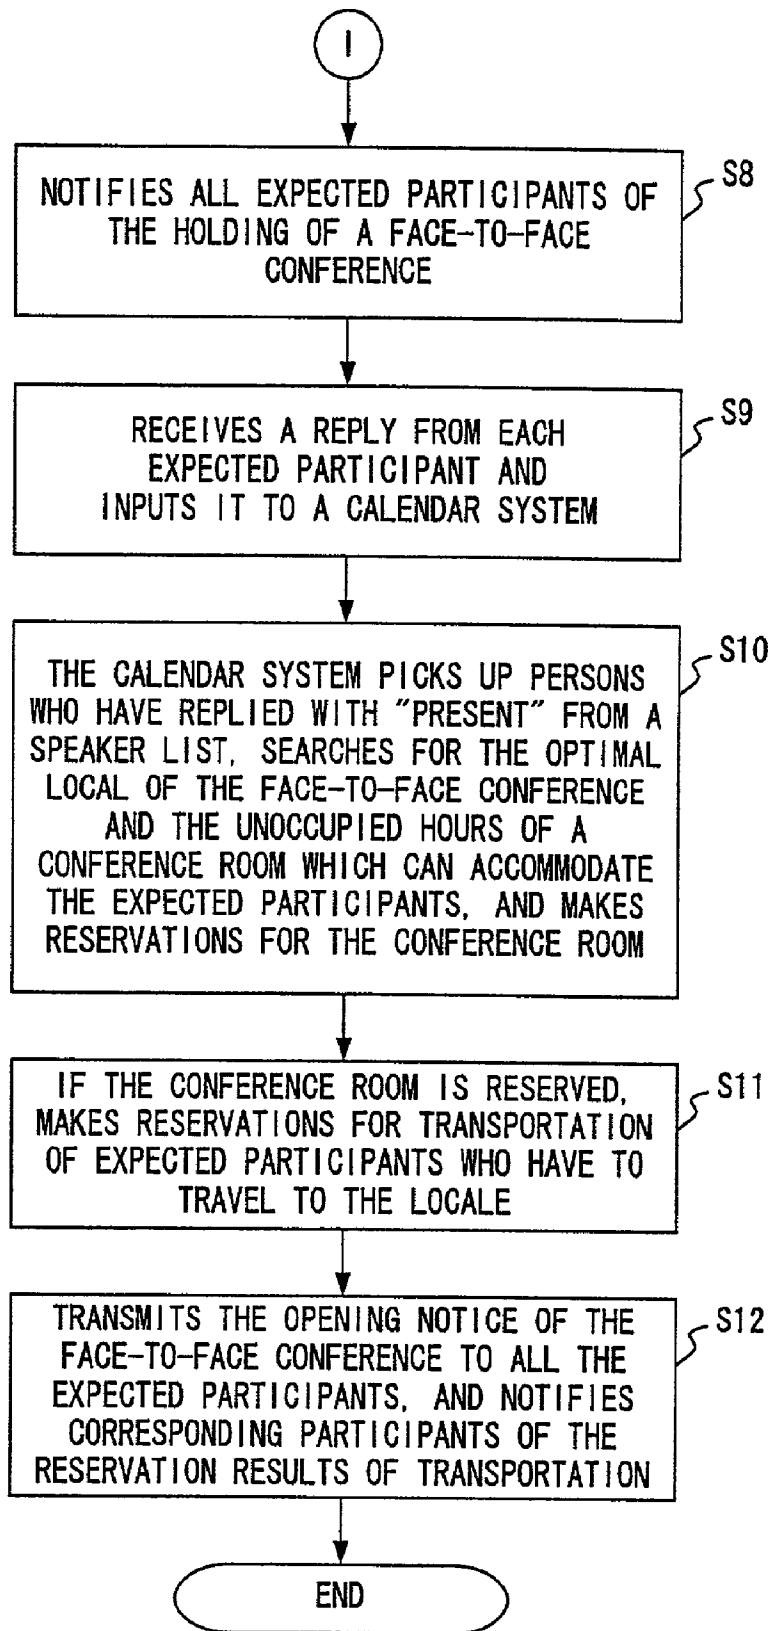 I
S8
NOTIFIES ALL EXPECTED PARTICIPANTS OF
THE HOLDING OF A FACE-TO-FACE
CONFERENCE
S9
RECEIVES A REPLY FROM EACH
EXPECTED PARTICIPANT AND
INPUTS IT TO A CALENDAR SYSTEM
S10
THE CALENDAR SYSTEM PICKS UP PERSONS
WHO HAVE REPLIED WITH "PRESENT" FROM A
SPEAKER LIST, SEARCHES FOR THE OPTIMAL
LOCAL OF THE FACE-TO-FACE CONFERENCE
AND THE UNOCCUPIED HOURS OF A
CONFERENCE ROOM WHICH CAN ACCOMMODATE
THE EXPECTED PARTICIPANTS, AND MAKES
RESERVATIONS FOR THE CONFERENCE ROOM
S11
IF THE CONFERENCE ROOM IS RESERVED,
MAKES RESERVATIONS FOR TRANSPORTATION
OF EXPECTED PARTICIPANTS WHO HAVE TO
TRAVEL TO THE LOCALE
S12
TRANSMITS THE OPENING NOTICE OF THE
FACE-TO-FACE CONFERENCE TO ALL THE
EXPECTED PARTICIPANTS, AND NOTIFIES
CORRESPONDING PARTICIPANTS OF THE
RESERVATION RESULTS OF TRANSPORTATION
END